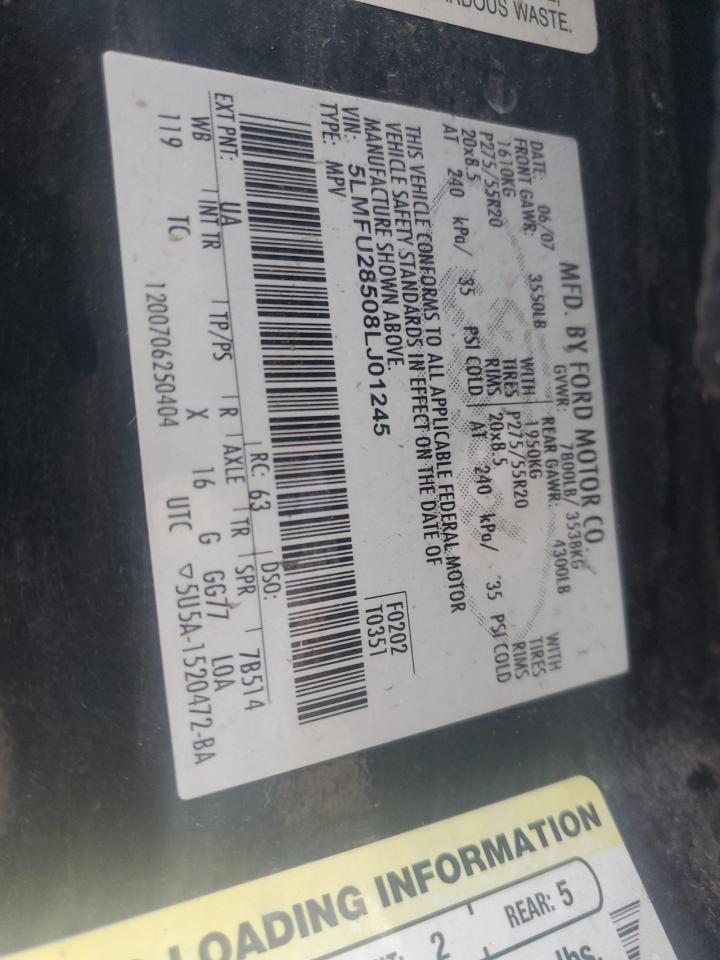 RDOUS WASTE.
MFD. BY FORD MOTOR CO.
DATE: 06/07 GVWR: 7800LB/ 3538KG
FRONT GAWR: 3550LB REAR GAWR: 4300LB
1610KG WITH 1950KG WITH
P275/55R20 TIRES P275/55R20 TIRES
20x8.5 RIMS 20x8.5 RIMS
AT 240 kPa/ 35 PSI COLD AT 240 kPa/ 35 PSI COLD
THIS VEHICLE CONFORMS TO ALL APPLICABLE FEDERAL MOTOR
VEHICLE SAFETY STANDARDS IN EFFECT ON THE DATE OF
MANUFACTURE SHOWN ABOVE.
VIN: 5LMFU28508LJ01245 F0202
TYPE: MPV T0351
EXT PNT: UA RC: 63 DSO:
WB INT TR TP/PS R AXLE TR SPR 7B514
119 TC X 16 G GG77 LOA
1200706250404 UTC ▽5U5A-1520472-BA
LOADING INFORMATION
2 REAR: 5
lbs.